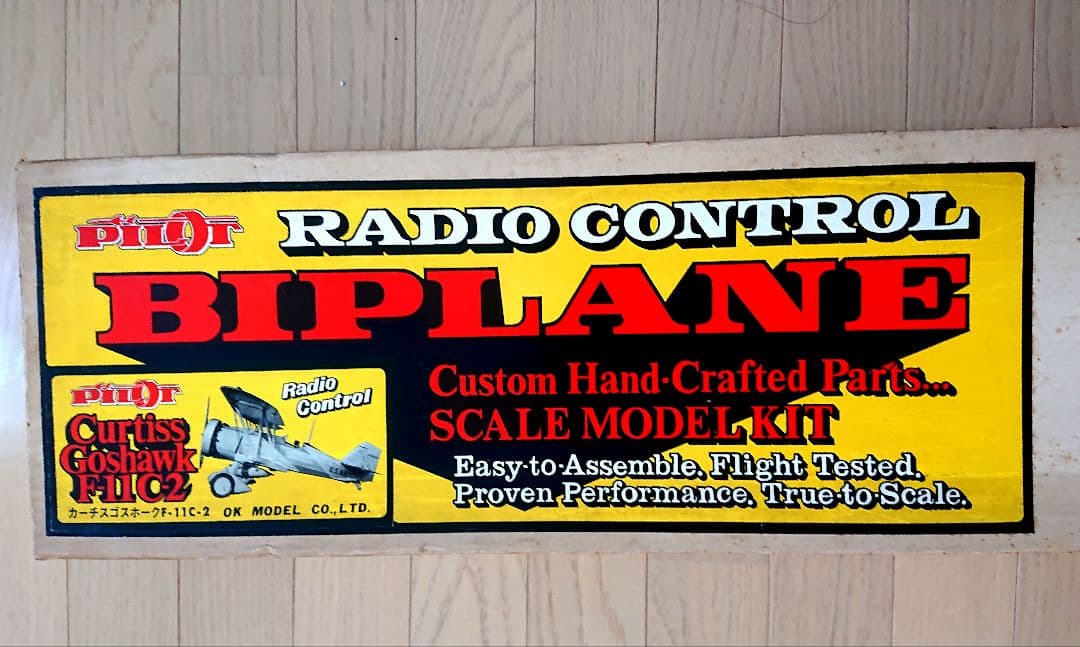 PILOT
RADIO CONTROL
BIPLANE
Custom Hand-Crafted Parts...
SCALE MODEL KIT
Easy-to-Assemble. Flight Tested.
Proven Performance. True-to-Scale.
PILOT
Radio
Control
Curtiss
Goshawk
F-11C2
カーチスゴスホークF-11C-2 OK MODEL CO.,LTD.